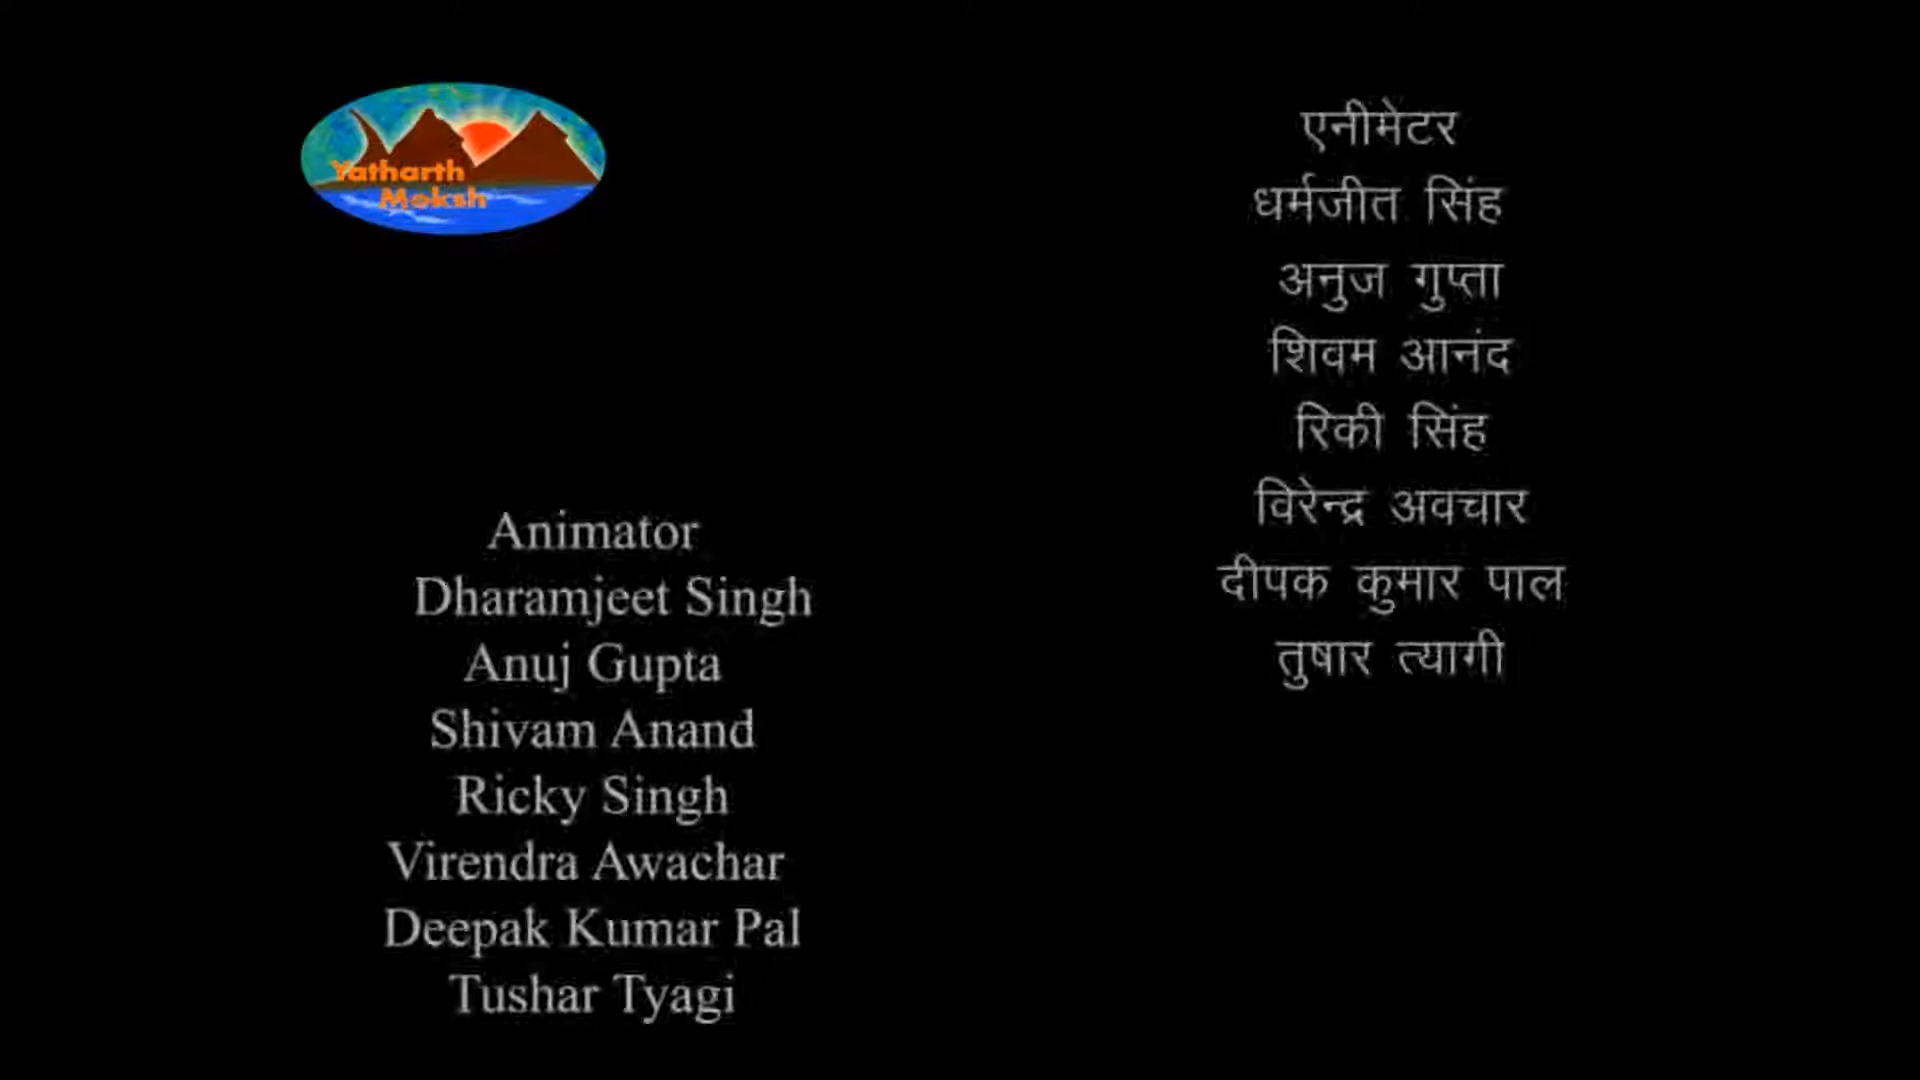 Yatharth
Moksh
Animator
Dharamjeet Singh
Anuj Gupta
Shivam Anand
Ricky Singh
Virendra Awachar
Deepak Kumar Pal
Tushar Tyagi
एनीमेटर
धर्मजीत सिंह
अनुज गुप्ता
शिवम आनंद
रिकी सिंह
विरेन्द्र अवचार
दीपक कुमार पाल
तुषार त्यागी